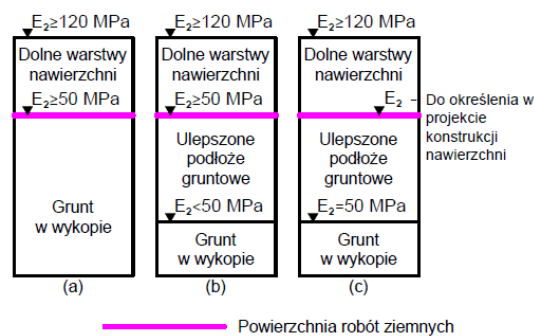 E₂≥120 MPa
Dolne warstwy
nawierzchni
E₂≥50 MPa
Grunt
w wykopie
(a)
E₂≥120 MPa
Dolne warstwy
nawierzchni
E₂≥50 MPa
Ulepszone
podłoże
gruntowe
E₂<50 MPa
Grunt
w wykopie
(b)
E₂≥120 MPa
Dolne warstwy
nawierzchni
E₂ - Do określenia w
projekcie
konstrukcji
nawierzchni
Ulepszone
podłoże
gruntowe
E₂=50 MPa
Grunt
w wykopie
(c)
Powierzchnia robót ziemnych